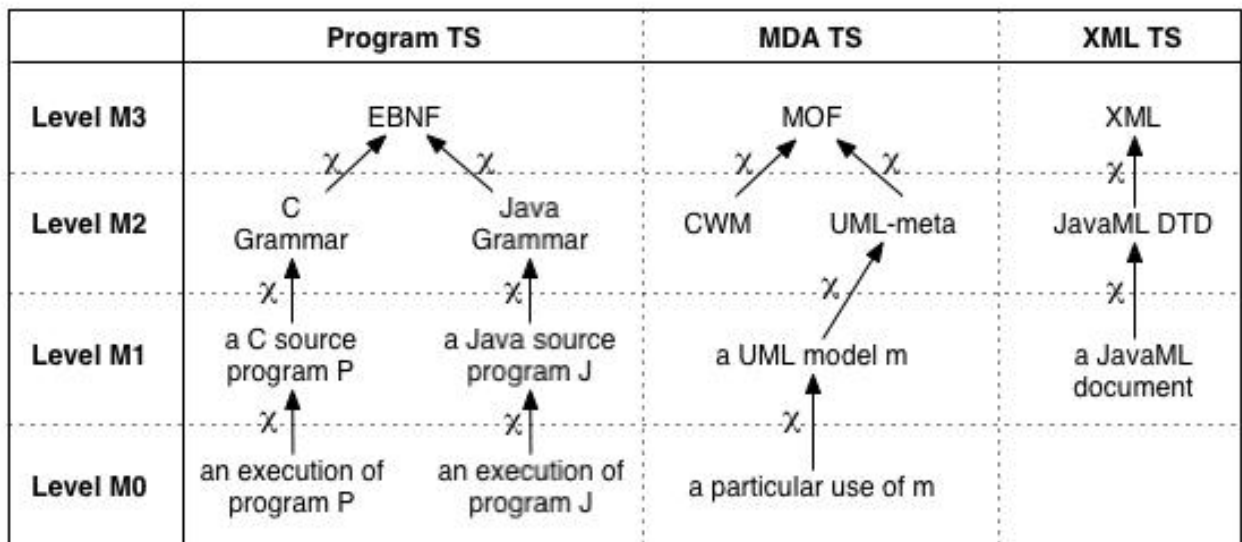 Program TS MDA TS XML TS
Level M3 EBNF MOF XML
χ χ χ χ χ
Level M2 C Grammar Java Grammar CWM UML-meta JavaML DTD
χ χ χ χ
Level M1 a C source program P a Java source program J a UML model m a JavaML document
χ χ χ
Level M0 an execution of program P an execution of program J a particular use of m